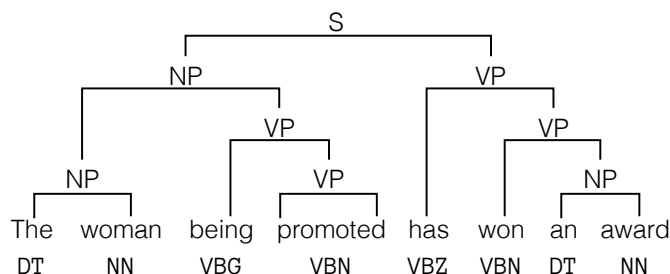 S
NP VP
VP VP
NP VP NP
The woman being promoted has won an award
DT NN VBG VBN VBZ VBN DT NN